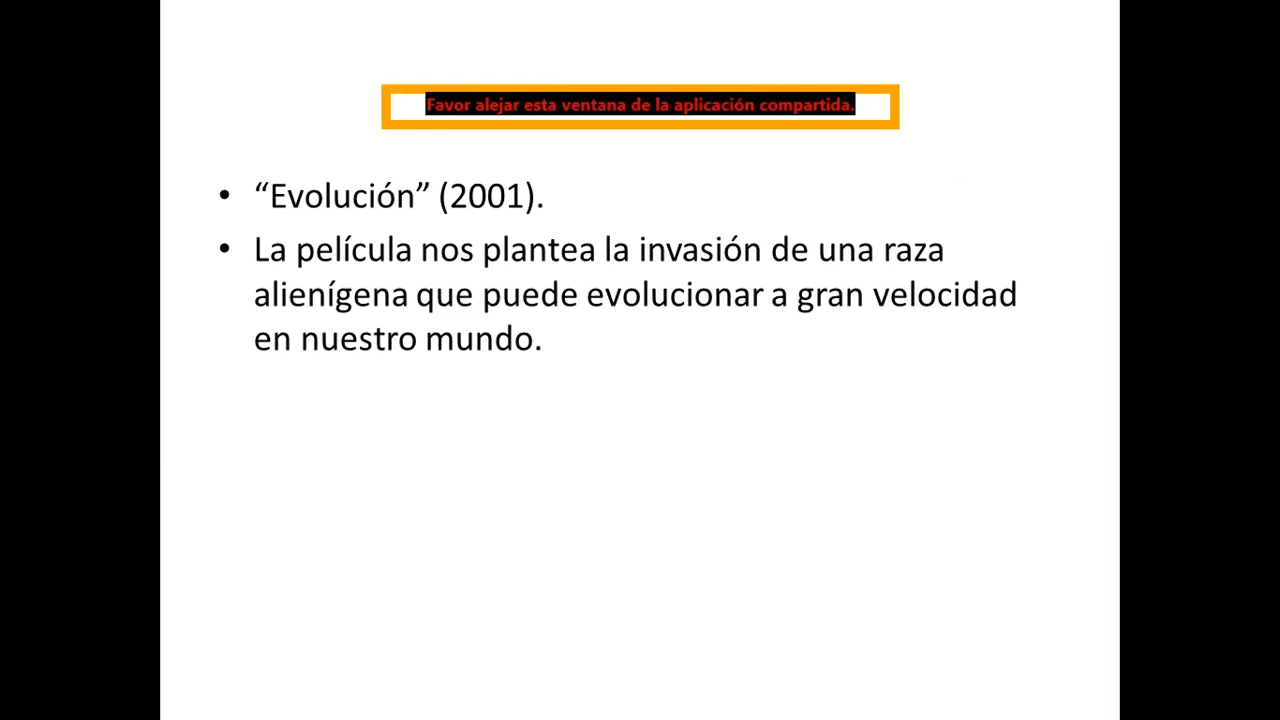 Favor alejar esta ventana de la aplicación compartida.
• “Evolución” (2001).
• La película nos plantea la invasión de una raza
alienígena que puede evolucionar a gran velocidad
en nuestro mundo.